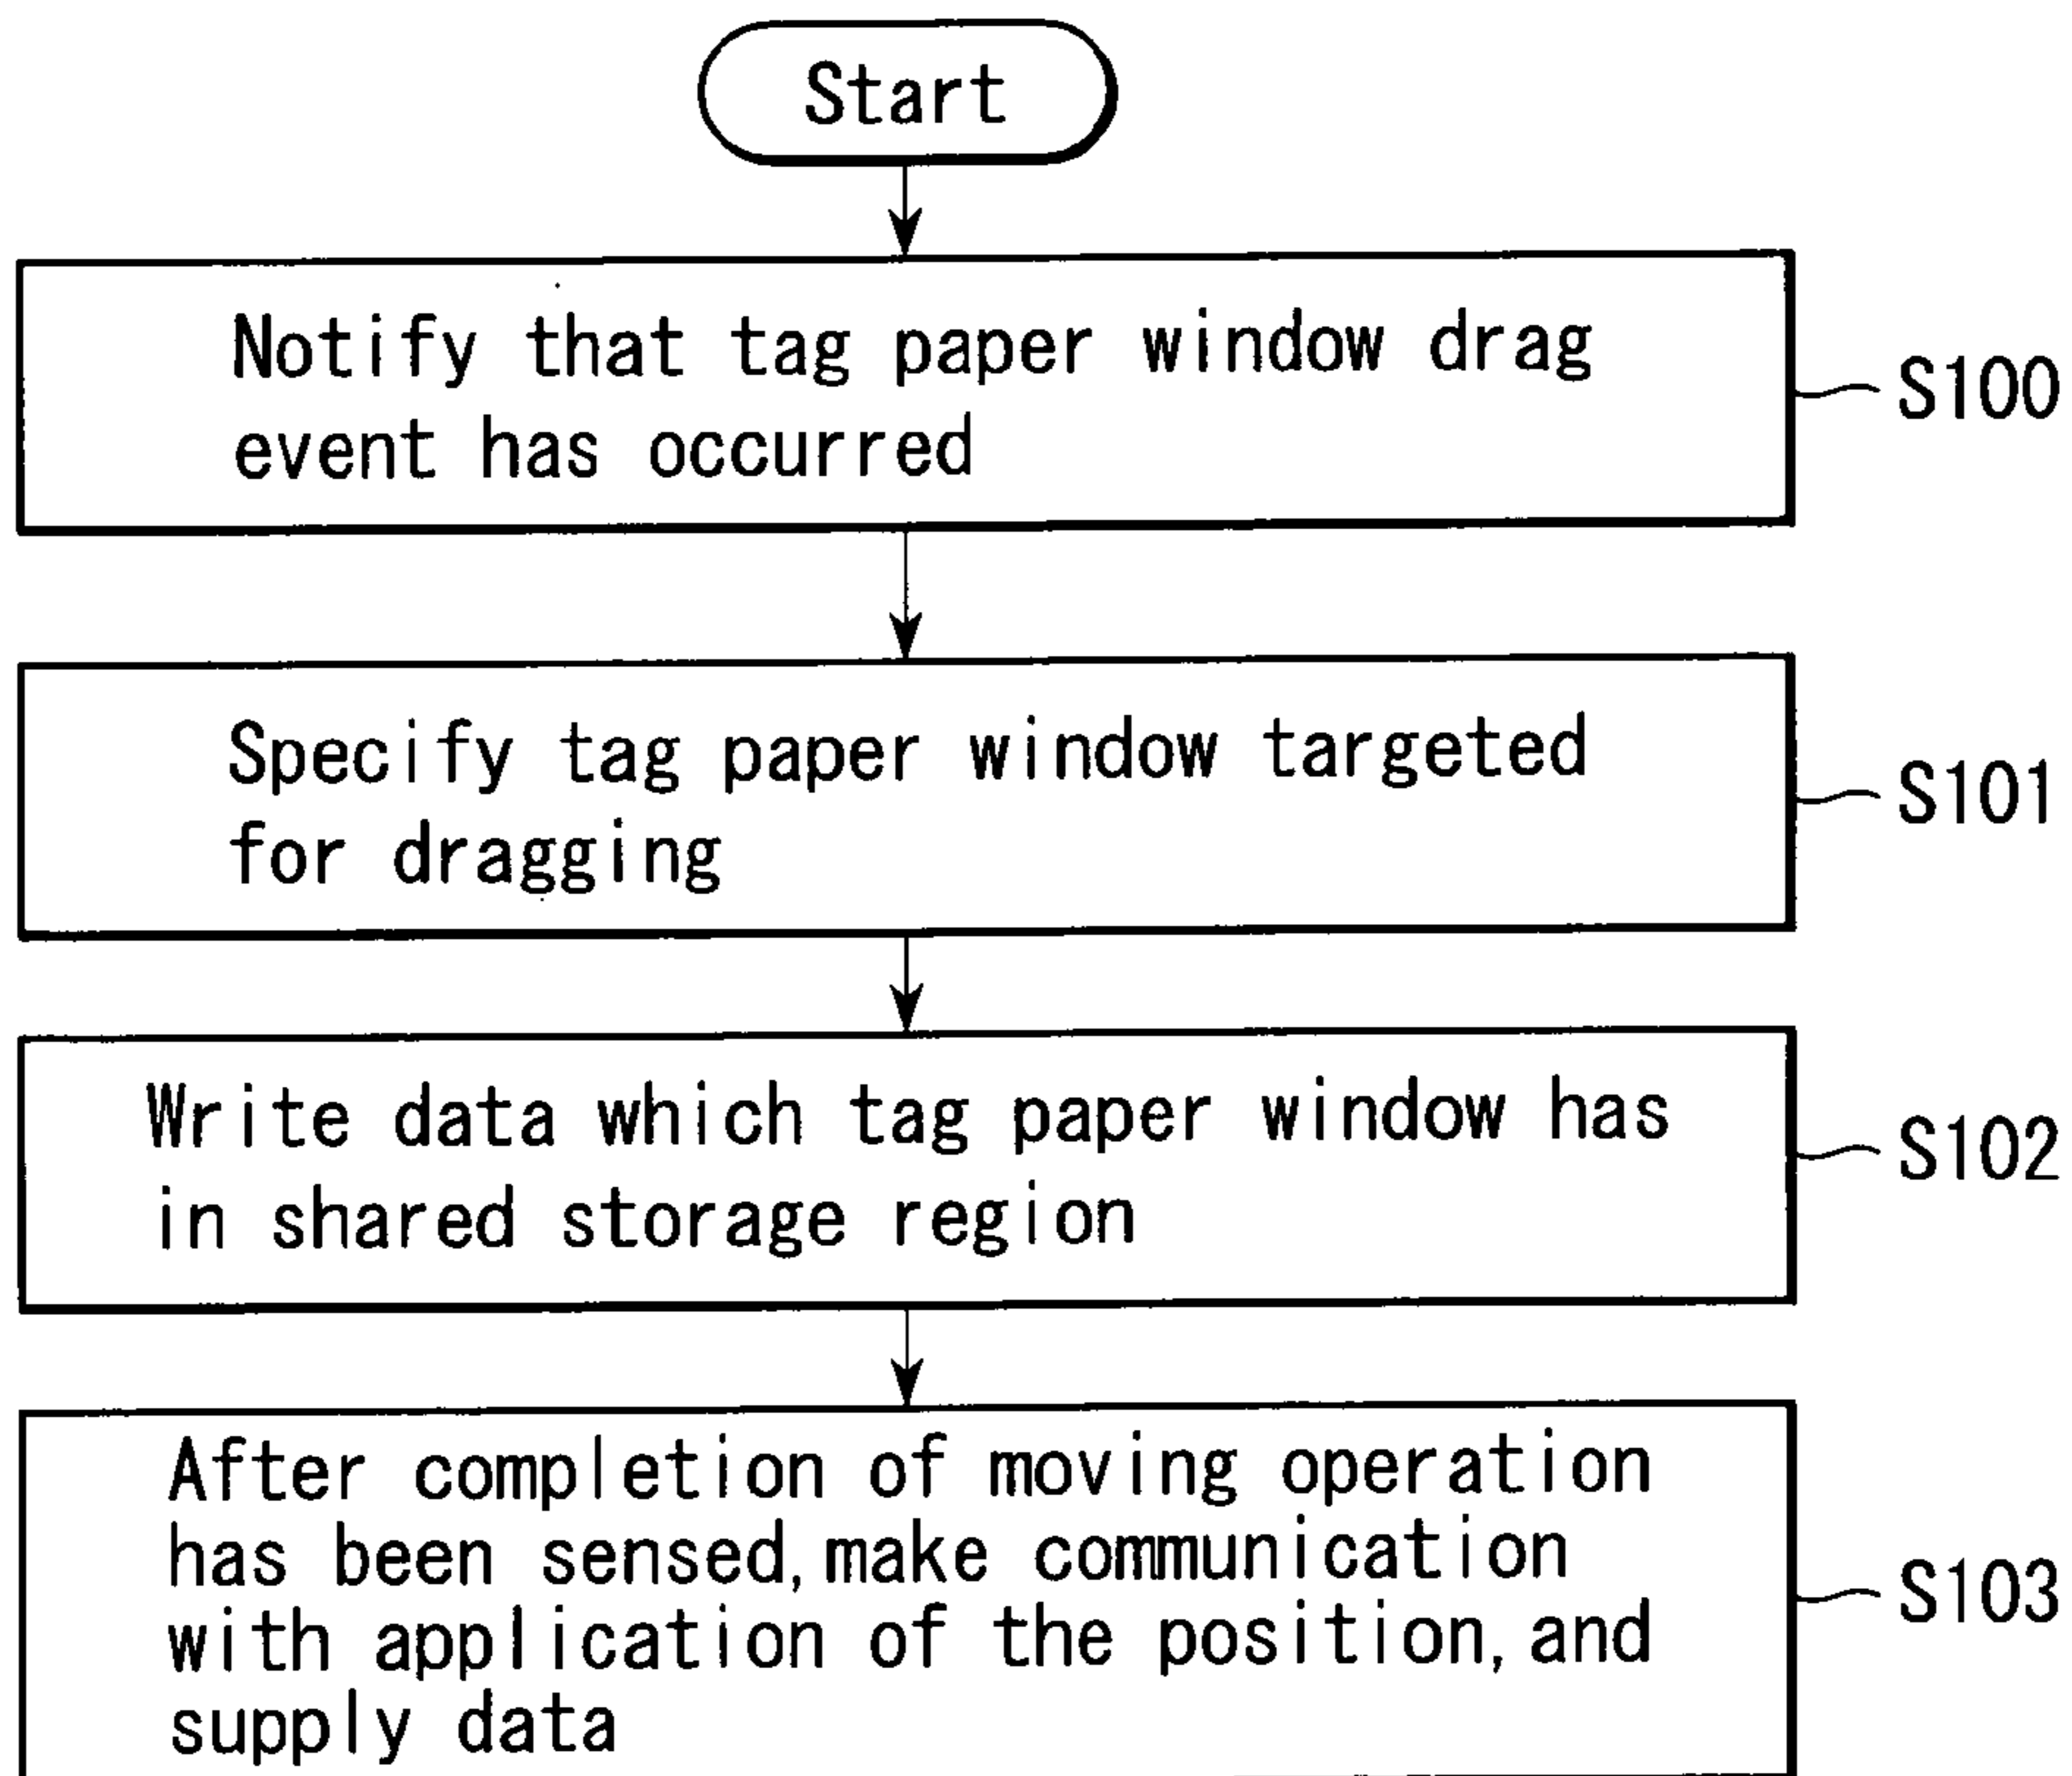 Start
Notify that tag paper window drag
event has occurred
S100
Specify tag paper window targeted
for dragging
S101
Write data which tag paper window has
in shared storage region
S102
After completion of moving operation
has been sensed, make communication
with application of the position, and
supply data
S103